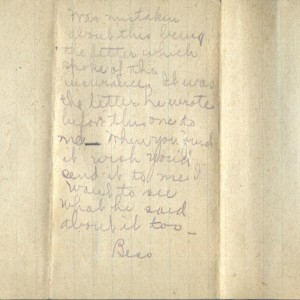 Was mistaken
about this being
the letter which
spoke of the
insurance. It was
the letter he wrote
before this one to
me — When you find
it wish you'd
send it to me. I
want to see
what he said
about it too —
Bess